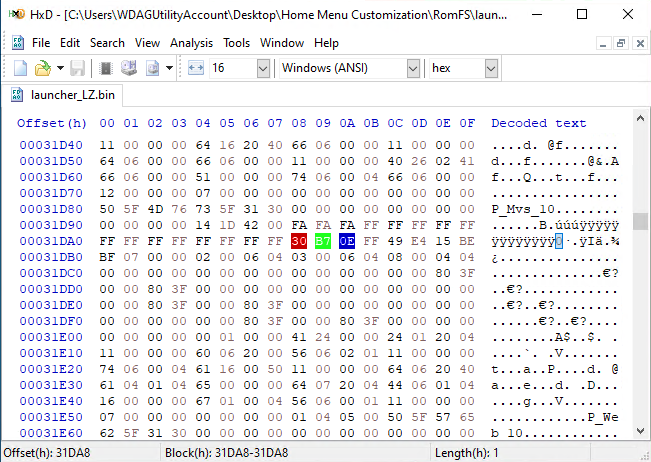 HxD - [C:\Users\WDAGUtilityAccount\Desktop\Home Menu Customization\RomFS\laun...
File Edit Search View Analysis Tools Window Help
16 Windows (ANSI) hex
launcher_LZ.bin
Offset(h) 00 01 02 03 04 05 06 07 08 09 0A 0B 0C 0D 0E 0F Decoded text
00031D40 11 00 00 00 64 16 20 40 66 06 00 00 11 00 00 00 ....d. @f.......
00031D50 64 06 00 00 66 06 00 00 11 00 00 00 40 26 02 41 d...f.......@&.A
00031D60 66 06 00 00 51 00 00 00 74 06 00 04 66 06 00 00 f...Q...t...f...
00031D70 12 00 00 00 07 00 00 00 00 00 00 00 00 00 00 00 ................
00031D80 50 5F 4D 76 73 5F 31 30 00 00 00 00 00 00 00 00 P_Mvs_10........
00031D90 00 00 00 00 14 1D 42 00 FA FA FA FF FF FF FF FF ......B.úúúÿÿÿÿÿ
00031DA0 FF FF FF FF FF FF FF FF 30 B7 0E FF 49 E4 15 BE ÿÿÿÿÿÿÿÿ0·.ÿIä.¾
00031DB0 BF 07 00 00 02 00 06 04 03 00 06 04 08 00 04 04 ¿...............
00031DC0 00 00 00 00 00 00 00 00 00 00 00 00 00 00 80 3F ..............€?
00031DD0 00 00 80 3F 00 00 00 00 00 00 00 00 00 00 00 00 ..€?............
00031DE0 00 00 80 3F 00 00 80 3F 00 00 00 00 00 00 00 00 ..€?..€?........
00031DF0 00 00 00 00 00 00 80 3F 00 00 80 3F 00 00 00 00 ......€?..€?....
00031E00 00 00 00 00 01 00 00 00 41 24 00 00 24 01 20 04 ........A$..$. .
00031E10 11 00 00 00 60 06 20 00 56 06 02 01 11 00 00 00 ....`. .V.......
00031E20 74 06 00 04 61 16 00 50 11 00 00 00 64 06 20 40 t...a..P....d. @
00031E30 61 04 01 04 65 00 00 00 64 07 20 04 44 06 01 04 a...e...d. .D...
00031E40 16 00 00 00 67 01 00 04 56 06 00 01 11 00 00 00 ....g...V.......
00031E50 07 00 00 00 00 00 00 00 01 04 05 00 50 5F 57 65 ............P_We
00031E60 62 5F 31 30 00 00 00 00 00 00 00 00 00 00 00 00 b_10............
Offset(h): 31DA8 Block(h): 31DA8-31DA8 Length(h): 1